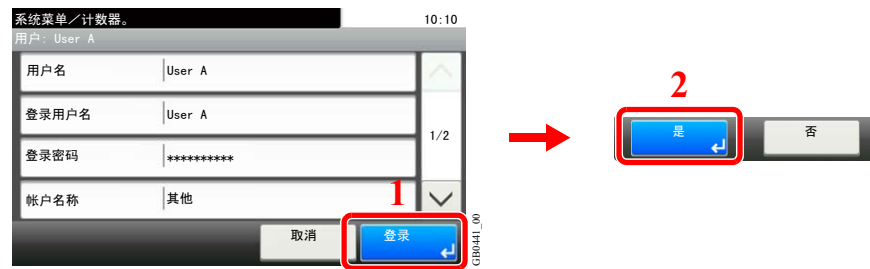 系统菜单／计数器。 10:10
用户: User A
用户名 User A
登录用户名 User A
1/2
登录密码 **********
帐户名称 其他
1
取消 登录
GB0441_00
2
是 否